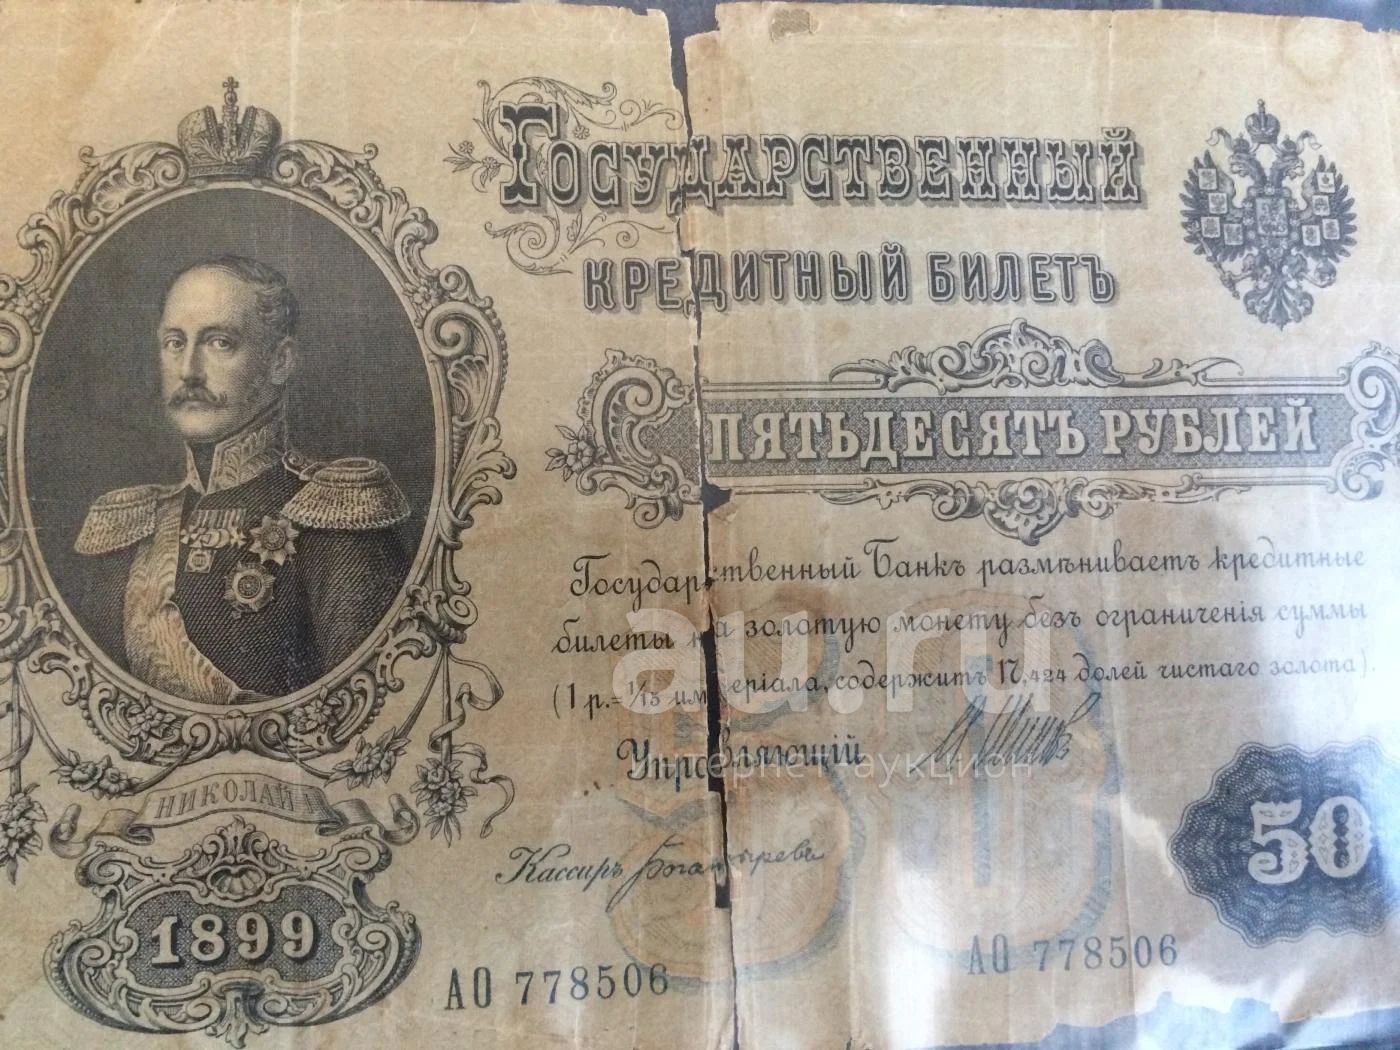 Государственный
кредитный билетъ
пятьдесятъ рублей
Государственный Банкъ размѣниваетъ кредитные
билеты на золотую монету безъ ограниченія суммы
(1 р.= 1/15 имперіала, содержитъ 17,424 долей чистаго золота).
Управляющій
Кассиръ Богатыревъ
НИКОЛАЙ I
1899
50
АО 778506
АО 778506
au.ru
интернет аукцион